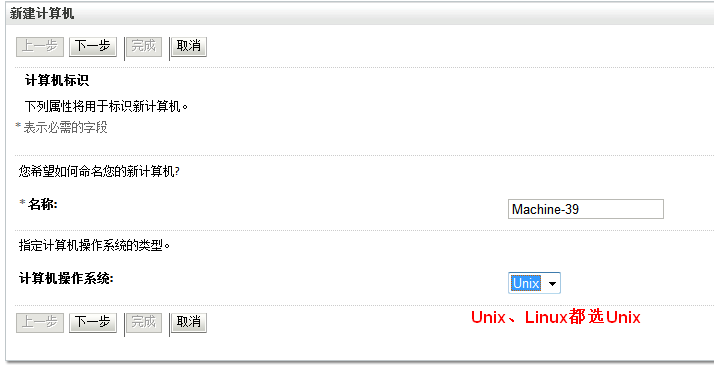 新建计算机
上一步 下一步 完成 取消
计算机标识
下列属性将用于标识新计算机。
* 表示必需的字段
您希望如何命名您的新计算机?
* 名称: Machine-39
指定计算机操作系统的类型。
计算机操作系统: Unix
Unix、Linux都选Unix
上一步 下一步 完成 取消